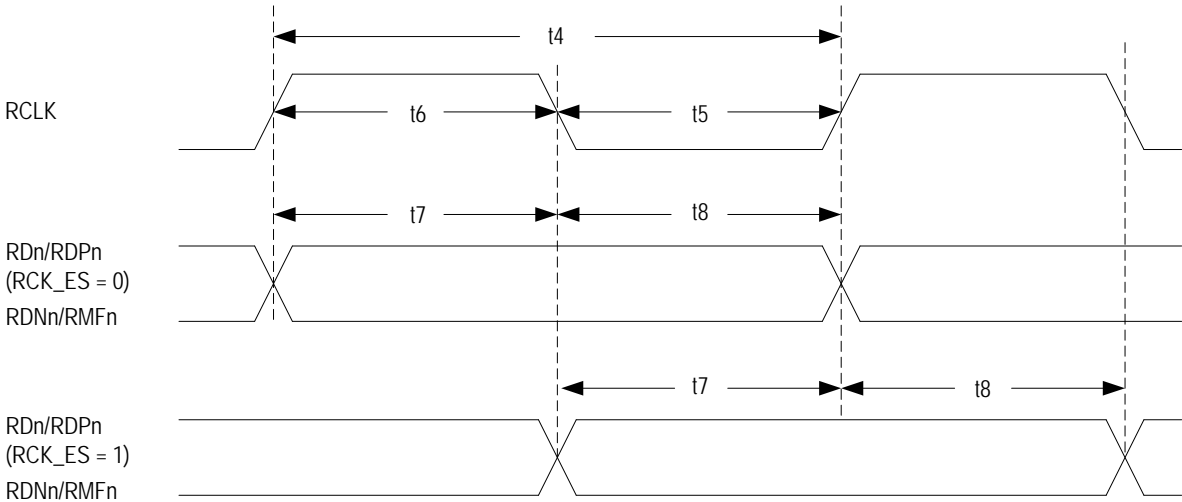 t4
RCLK
t6
t5
t7
t8
RDn/RDPn
(RCK_ES = 0)
RDNn/RMFn
t7
t8
RDn/RDPn
(RCK_ES = 1)
RDNn/RMFn